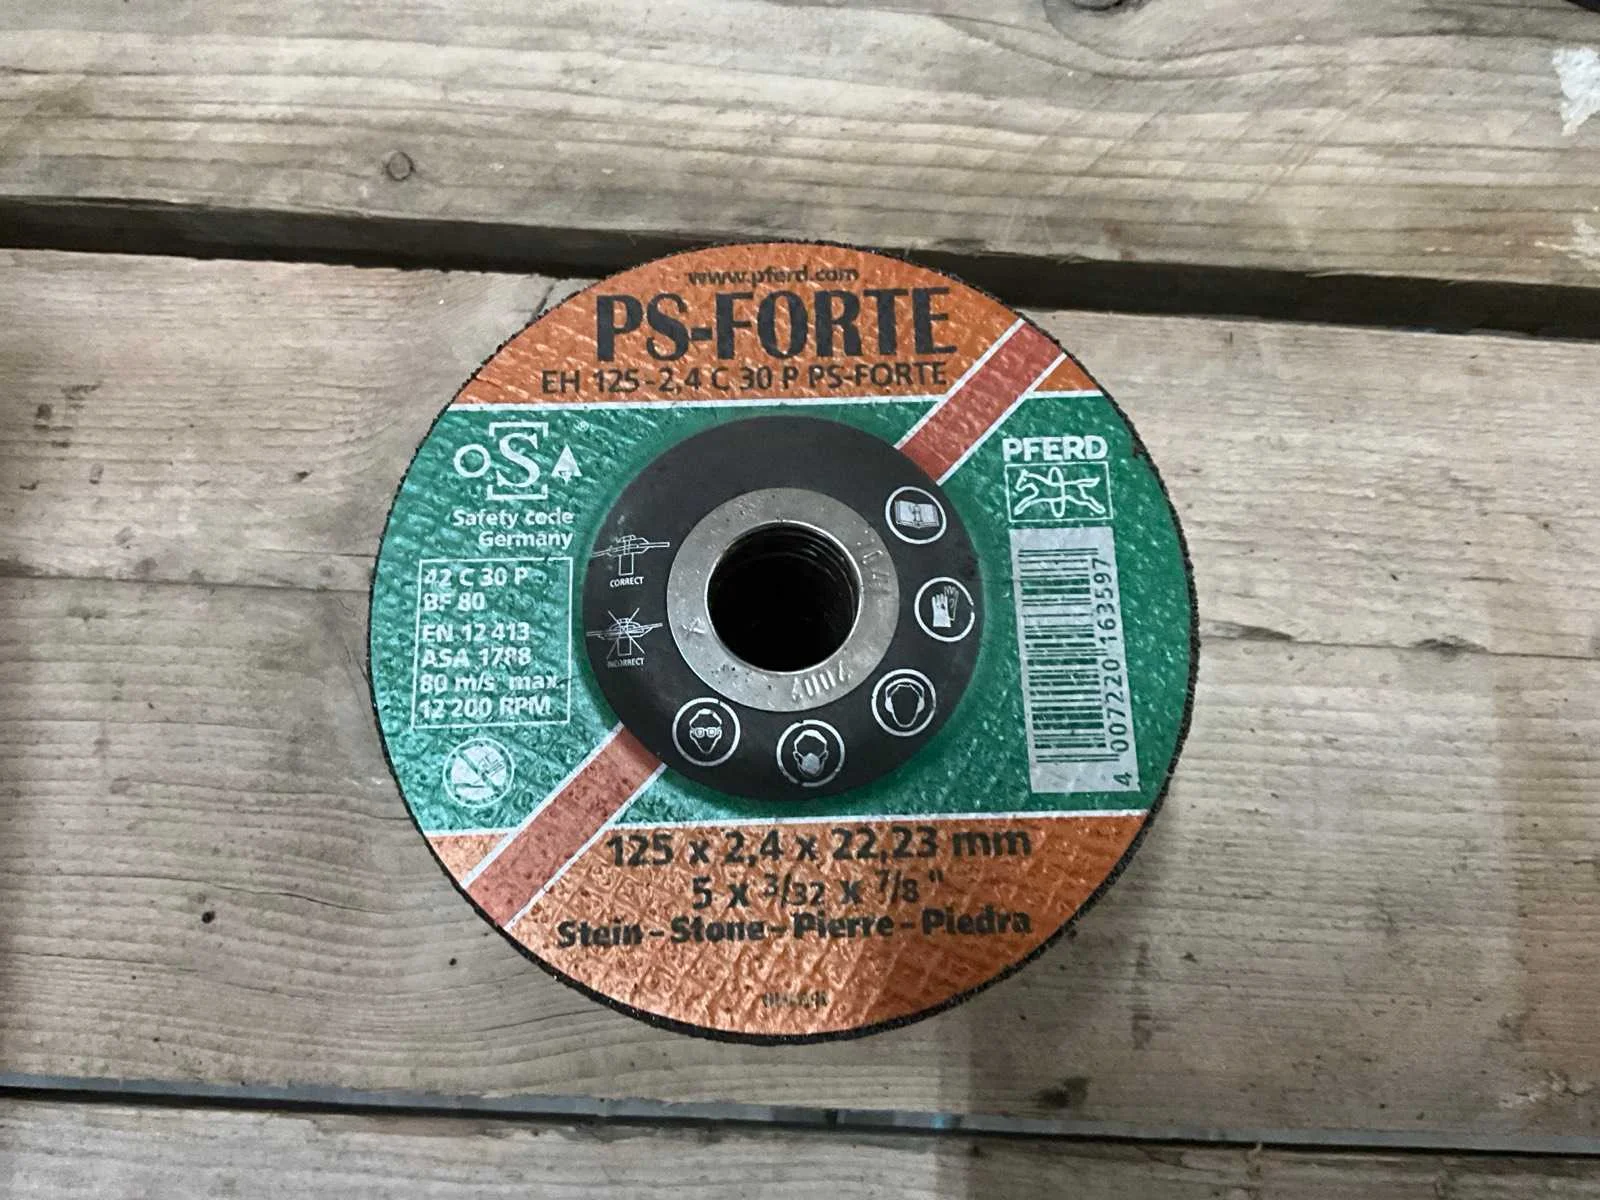 www.pferd.com
PS-FORTE
EH 125-2,4 C 30 P PS-FORTE
OSA®
Safety code
Germany
PFERD
42 C 30 P
BF 80
EN 12 413
ASA 1788
80 m/s max.
12 200 RPM
CORRECT
INCORRECT
4 007220 163597
125 x 2,4 x 22,23 mm
5 x 3/32 x 7/8"
Stein-Stone-Pierre-Piedra